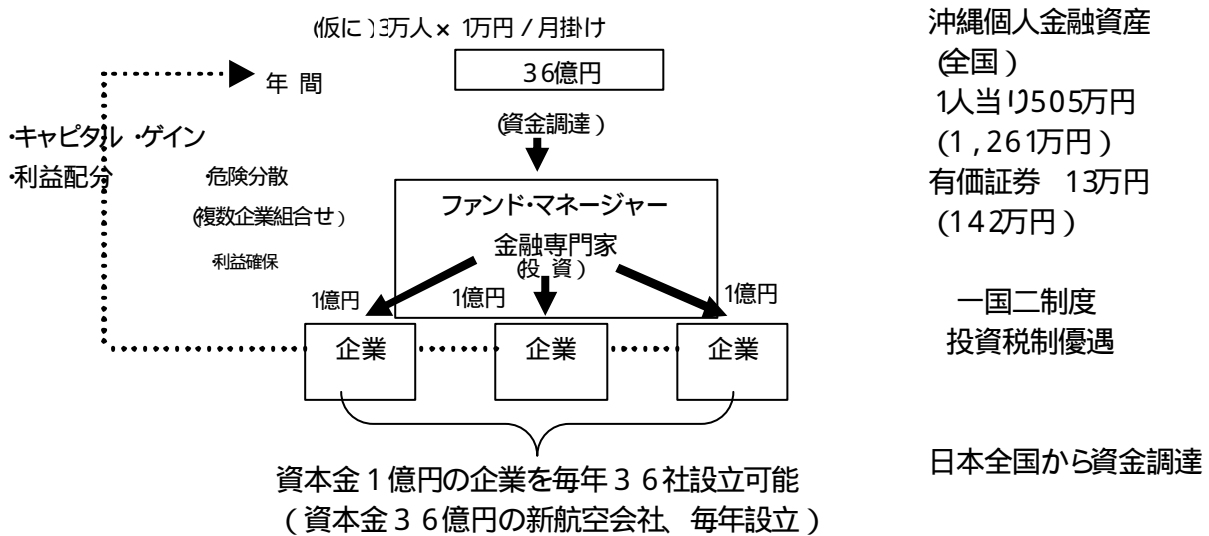 (仮に)3万人×1万円/月掛け
年 間
36億円
(資金調達)
・キャピタル・ゲイン
・利益配分
・危険分散
(複数企業組合せ)
・利益確保
ファンド・マネージャー
金融専門家
(投 資)
1億円
1億円
1億円
企業
企業
企業
資本金1億円の企業を毎年36社設立可能
(資本金36億円の新航空会社、毎年設立)
沖縄個人金融資産
(全国)
1人当り505万円
(1,261万円)
有価証券 13万円
(142万円)
一国二制度
投資税制優遇
日本全国から資金調達